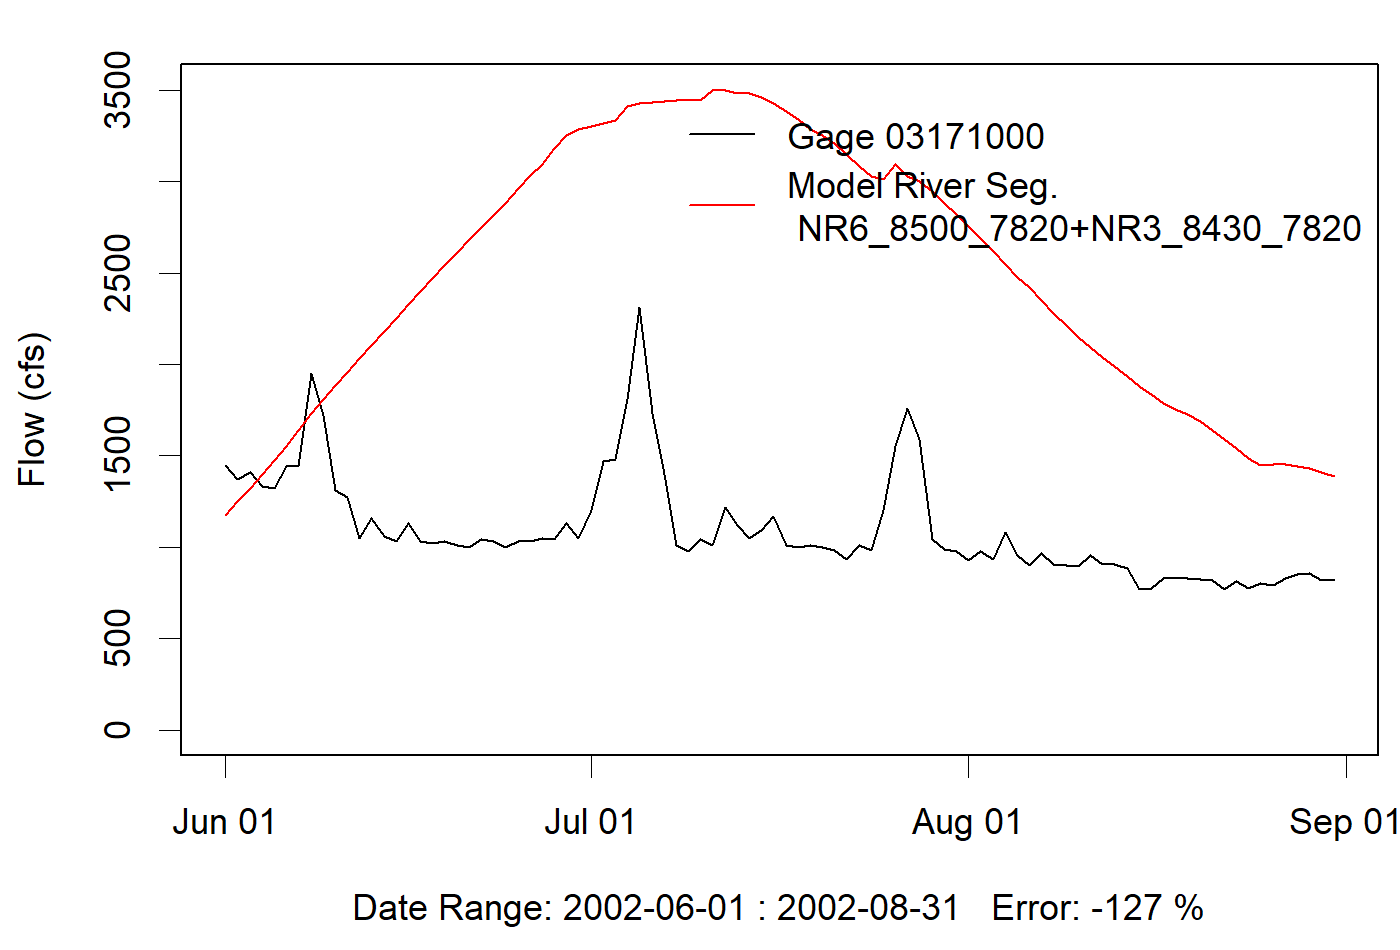 3500
2500
1500
500
0
Flow (cfs)
Gage 03171000
Model River Seg.
NR6_8500_7820+NR3_8430_7820
Jun 01
Jul 01
Aug 01
Sep 01
Date Range: 2002-06-01 : 2002-08-31 Error: -127 %